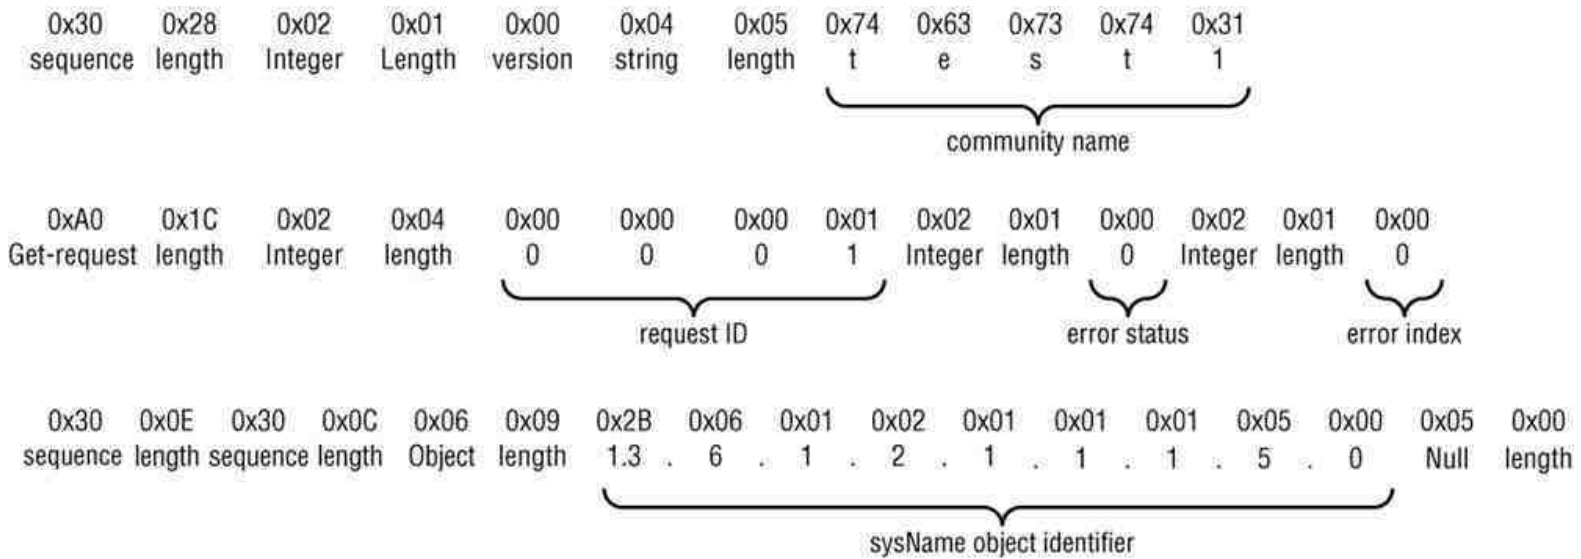 0x30 0x28 0x02 0x01 0x00 0x04 0x05 0x74 0x63 0x73 0x74 0x31
sequence length Integer Length version string length t e s t 1
community name
0xA0 0x1C 0x02 0x04 0x00 0x00 0x00 0x01 0x02 0x01 0x00 0x02 0x01 0x00
Get-request length Integer length 0 0 0 1 Integer length 0 Integer length 0
request ID error status error index
0x30 0x0E 0x30 0x0C 0x06 0x09 0x2B 0x06 0x01 0x02 0x01 0x01 0x01 0x05 0x00 0x05 0x00
sequence length sequence length Object length 1.3 . 6 . 1 . 2 . 1 . 1 . 1 . 5 . 0 Null length
sysName object identifier